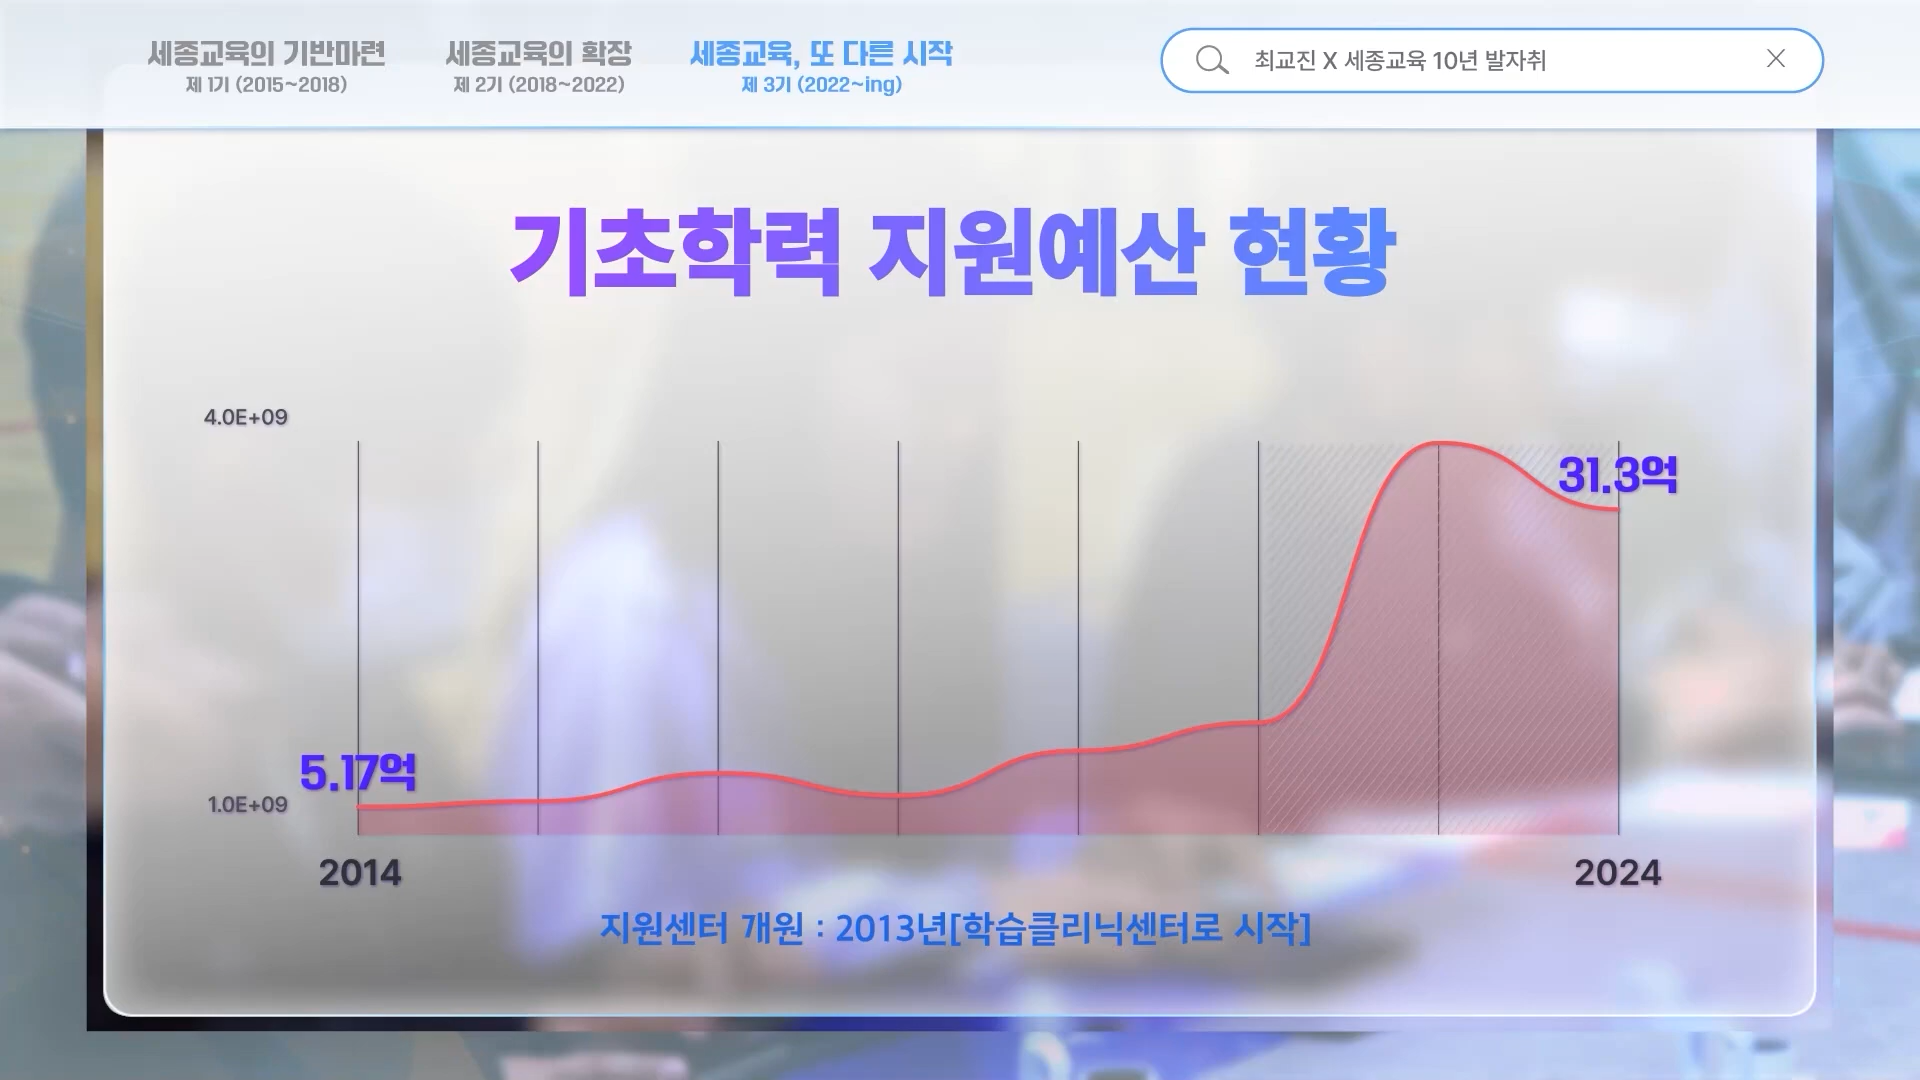 세종교육의 기반마련
제 1기 (2015~2018)
세종교육의 확장
제 2기 (2018~2022)
세종교육, 또 다른 시작
제 3기 (2022~ing)
최교진 X 세종교육 10년 발자취
기초학력 지원예산 현황
4.0E+09
31.3억
5.17억
1.0E+09
2014
2024
지원센터 개원 : 2013년[학습클리닉센터로 시작]